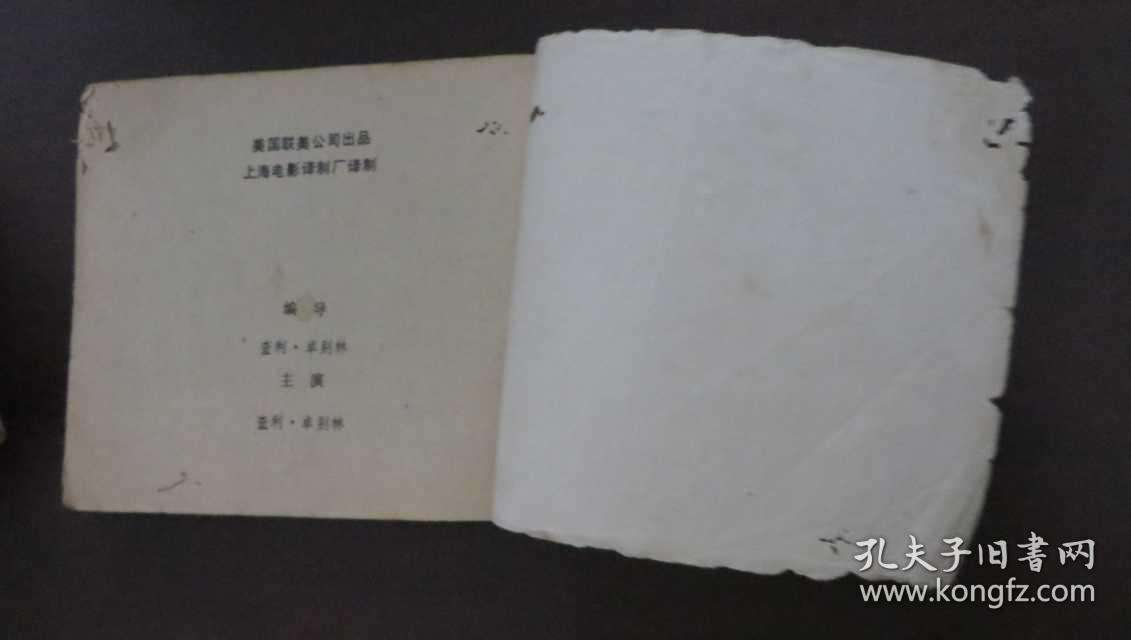 美国联美公司出品
上海电影译制厂译制
编导
查利·卓别林
主演
查利·卓别林
孔夫子旧书网
www.kongfz.com